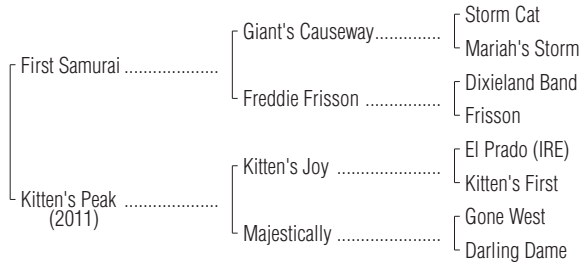 Storm Cat
Giant's Causeway..............
Mariah's Storm
First Samurai ....................
Dixieland Band
Freddie Frisson ................
Frisson
El Prado (IRE)
Kitten's Joy ......................
Kitten's First
Kitten's Peak ....................
(2011)
Gone West
Majestically ......................
Darling Dame